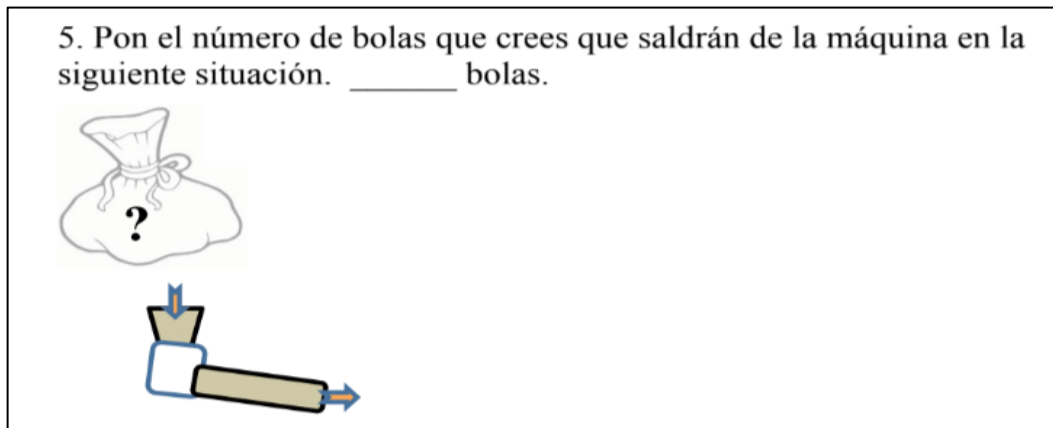 5. Pon el número de bolas que crees que saldrán de la máquina en la
siguiente situación. _______ bolas.
?